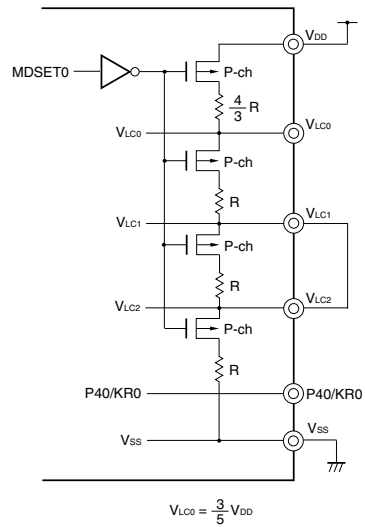 VDD
MDSET0
P-ch
4/3 R
VLC0
VLC0
P-ch
R
VLC1
VLC1
P-ch
R
VLC2
VLC2
P-ch
R
P40/KR0
P40/KR0
VSS
VSS
VLC0 = 3/5 VDD